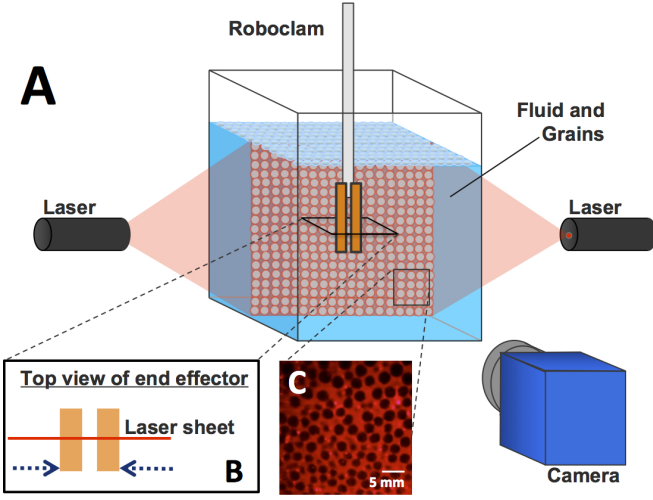 Roboclam
A
Fluid and
Grains
Laser
Laser
Top view of end effector
Laser sheet
B
C
5 mm
Camera